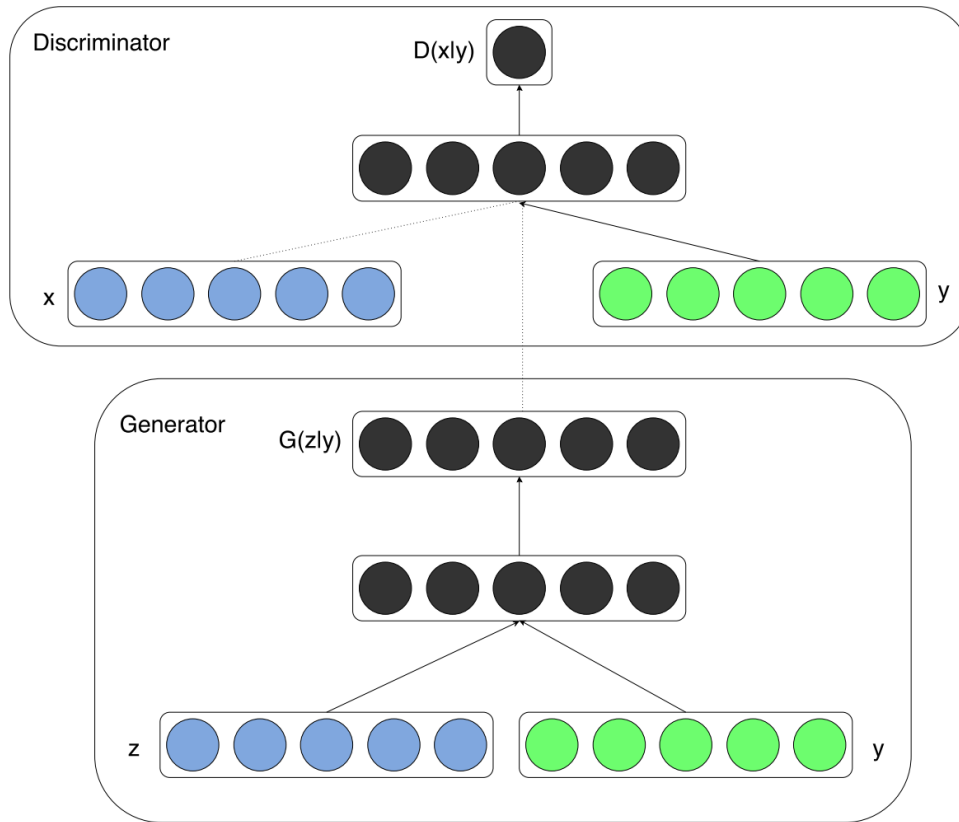 Discriminator
D(x|y)
x
y
Generator
G(z|y)
z
y